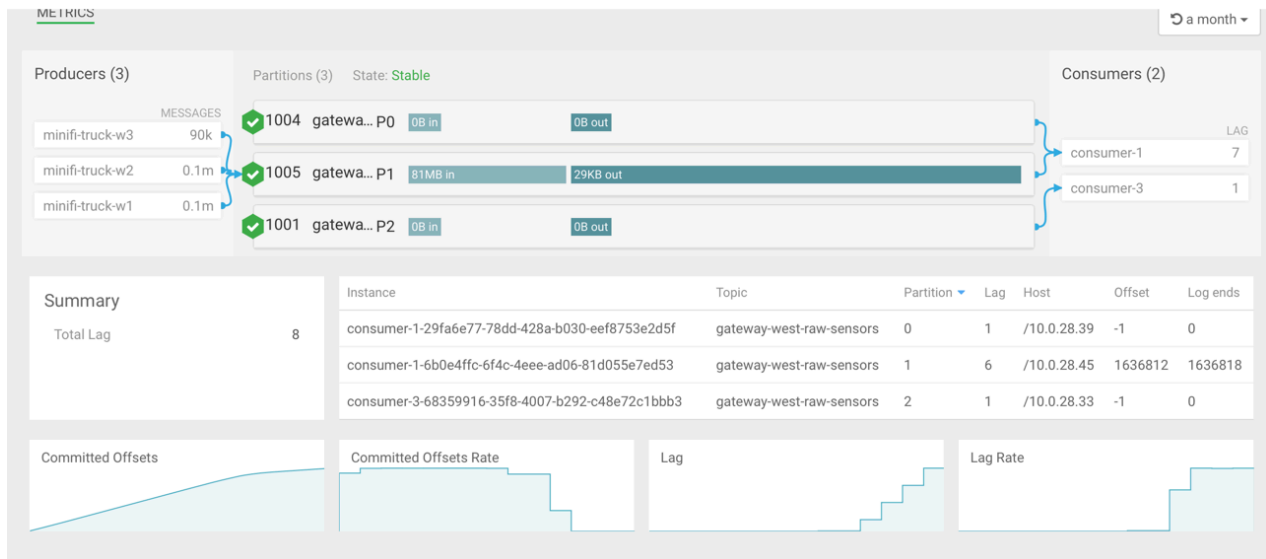 METRICS
a month
Producers (3)
MESSAGES
minifi-truck-w3 90k
minifi-truck-w2 0.1m
minifi-truck-w1 0.1m
Partitions (3) State: Stable
1004 gatewa... P0 0B in 0B out
1005 gatewa... P1 81MB in 29KB out
1001 gatewa... P2 0B in 0B out
Consumers (2)
LAG
consumer-1 7
consumer-3 1
Summary
Total Lag 8
Instance Topic Partition Lag Host Offset Log ends
consumer-1-29fa6e77-78dd-428a-b030-eef8753e2d5f gateway-west-raw-sensors 0 1 /10.0.28.39 -1 0
consumer-1-6b0e4ffc-6f4c-4eee-ad06-81d055e7ed53 gateway-west-raw-sensors 1 6 /10.0.28.45 1636812 1636818
consumer-3-68359916-35f8-4007-b292-c48e72c1bbb3 gateway-west-raw-sensors 2 1 /10.0.28.33 -1 0
Committed Offsets
Committed Offsets Rate
Lag
Lag Rate